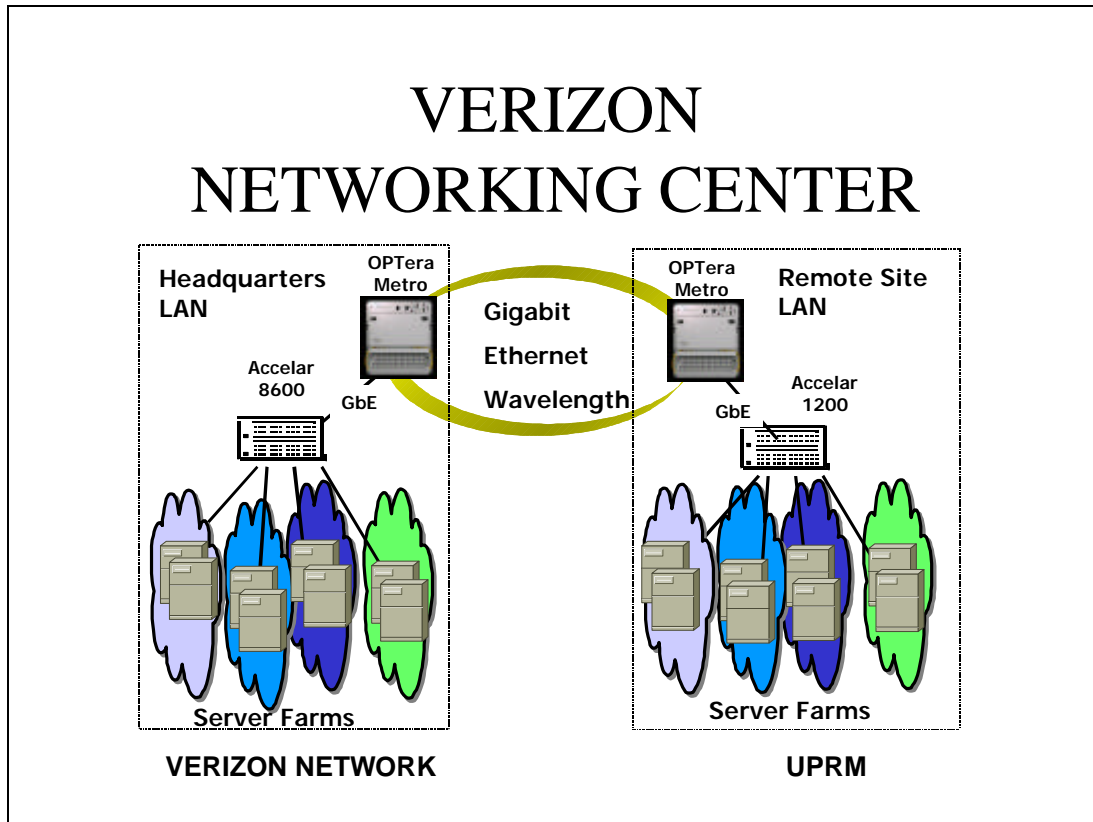 VERIZON
NETWORKING CENTER
Headquarters
LAN
OPTera
Metro
Accelar
8600
GbE
Server Farms
VERIZON NETWORK
Gigabit
Ethernet
Wavelength
OPTera
Metro
Remote Site
LAN
Accelar
1200
GbE
Server Farms
UPRM